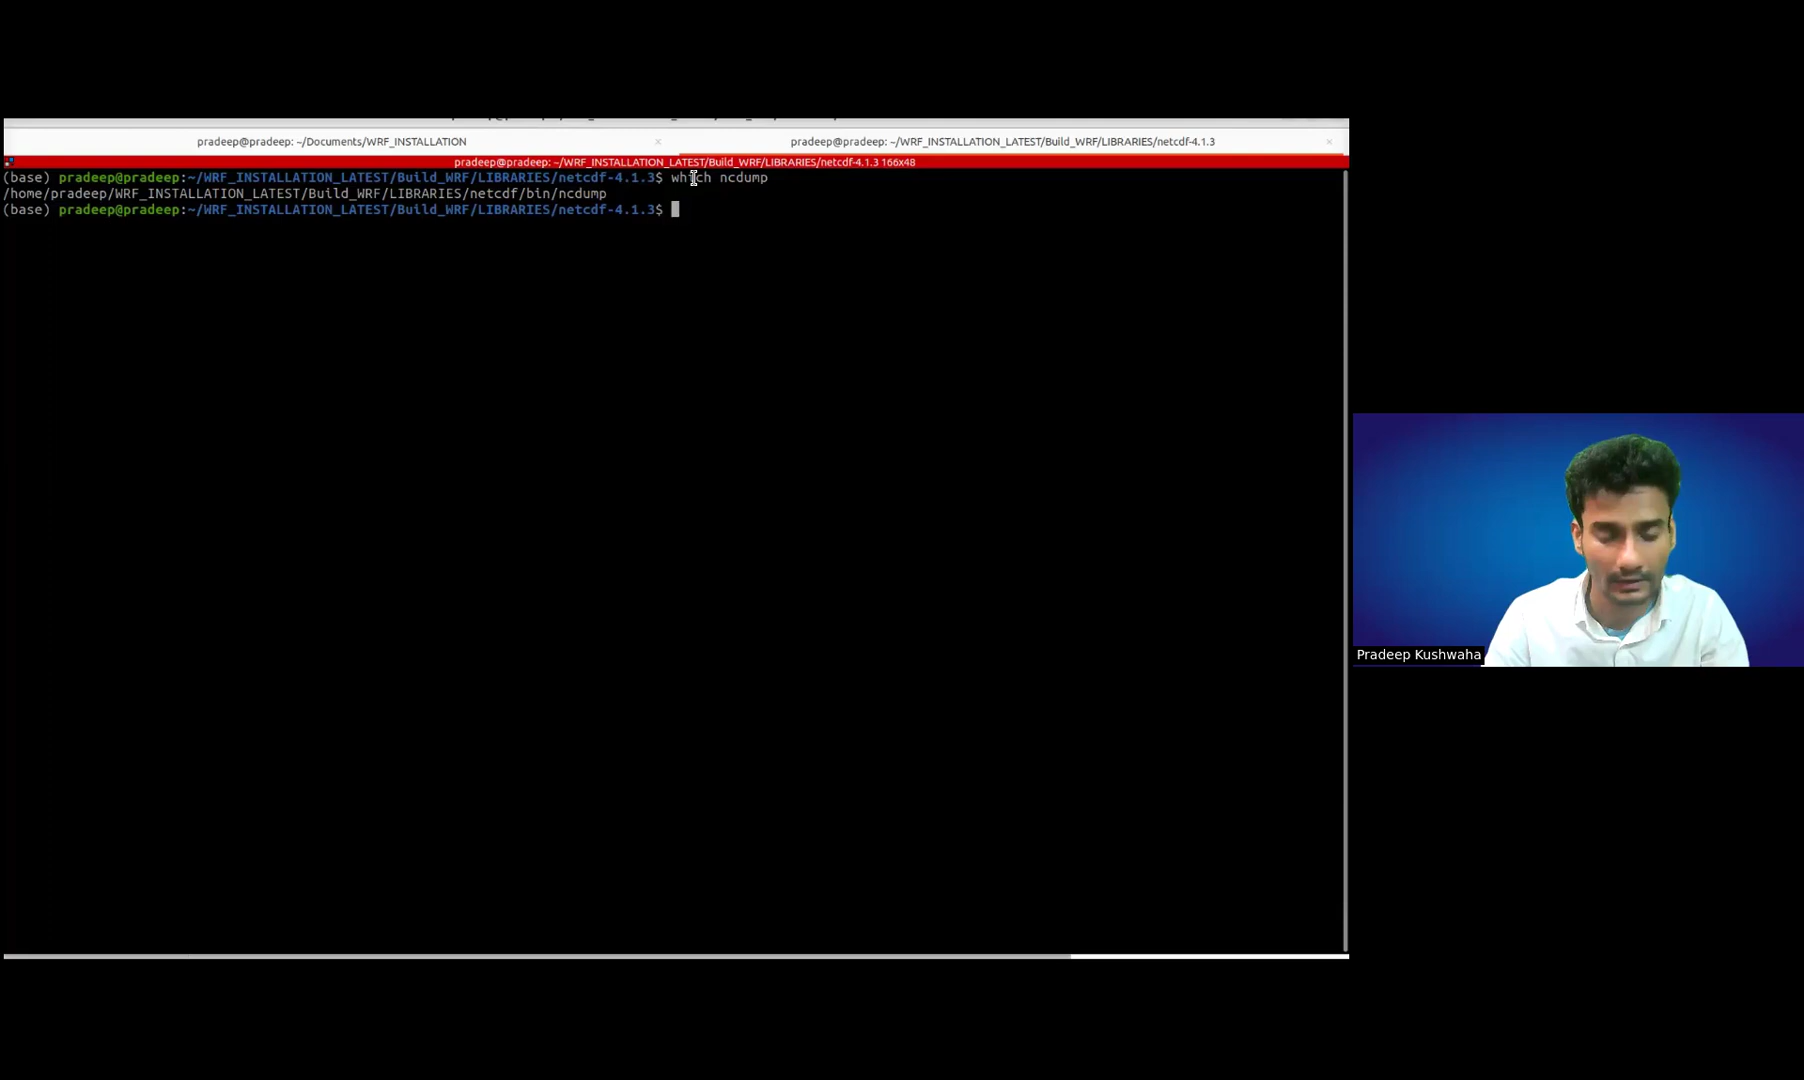 pradeep@pradeep: ~/Documents/WRF_INSTALLATION × pradeep@pradeep: ~/WRF_INSTALLATION_LATEST/Build_WRF/LIBRARIES/netcdf-4.1.3 ×
pradeep@pradeep: ~/WRF_INSTALLATION_LATEST/Build_WRF/LIBRARIES/netcdf-4.1.3 166x48
(base) pradeep@pradeep:~/WRF_INSTALLATION_LATEST/Build_WRF/LIBRARIES/netcdf-4.1.3$ which ncdump
/home/pradeep/WRF_INSTALLATION_LATEST/Build_WRF/LIBRARIES/netcdf/bin/ncdump
(base) pradeep@pradeep:~/WRF_INSTALLATION_LATEST/Build_WRF/LIBRARIES/netcdf-4.1.3$
Pradeep Kushwaha